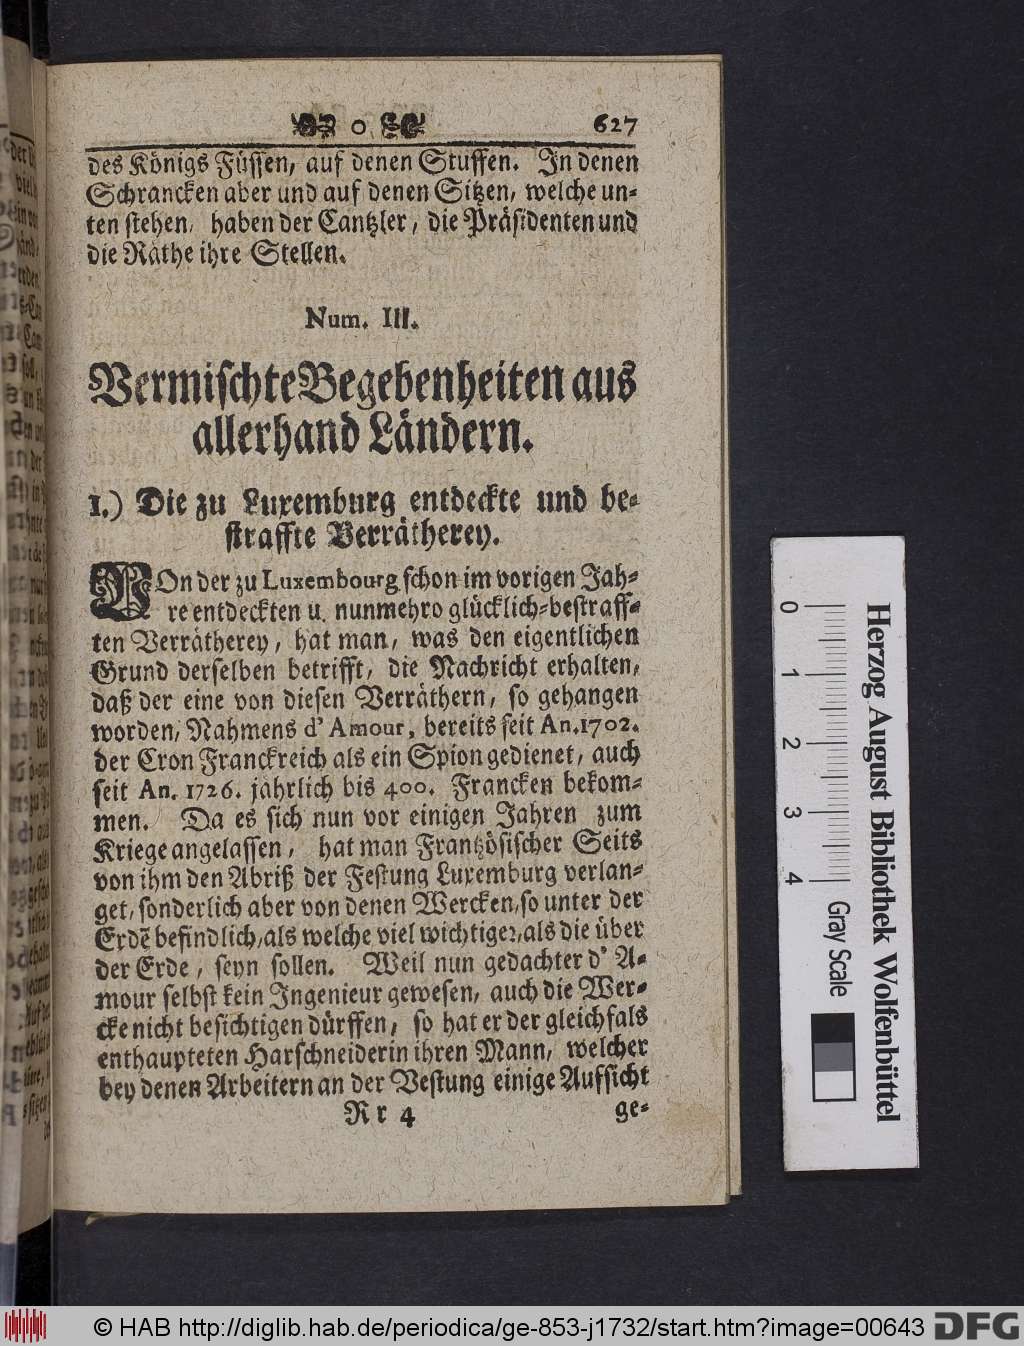 627
des Königs Füssen, auf denen Stuffen. In denen
Schrancken aber und auf denen Sitzen, welche un-
ten stehen, haben der Cantzler, die Präsidenten und
die Räthe ihre Stellen.
Num. III.
Vermischte Begebenheiten aus
allerhand Ländern.
1.) Die zu Luxemburg entdeckte und be-
straffte Verrätherey.
VOn der zu Luxembourg schon im vorigen Jah-
re entdeckten u. nunmehro glücklich-bestraff-
ten Verrätherey, hat man, was den eigentlichen
Grund derselben betrifft, die Nachricht erhalten,
daß der eine von diesen Verräthern, so gehangen
worden, Nahmens d' Amour, bereits seit An. 1702.
der Cron Franckreich als ein Spion gedienet, auch
seit An. 1726. jährlich bis 400. Francken bekom-
men. Da es sich nun vor einigen Jahren zum
Kriege angelassen, hat man Frantzösischer Seits
von ihm den Abriß der Festung Luxemburg verlan-
get, sonderlich aber von denen Wercken, so unter der
Erdē befindlich, als welche viel wichtiger, als die über
der Erde, seyn sollen. Weil nun gedachter d' A-
mour selbst kein Ingenieur gewesen, auch die Wer-
cke nicht besichtigen dürffen, so hat er der gleichfals
enthaupteten Harschneiderin ihren Mann, welcher
bey denen Arbeitern an der Vestung einige Aufsicht
Rr 4 ge-
Herzog August Bibliothek Wolfenbüttel
0 1 2 3 4 Gray Scale
© HAB http://diglib.hab.de/periodica/ge-853-j1732/start.htm?image=00643 DFG